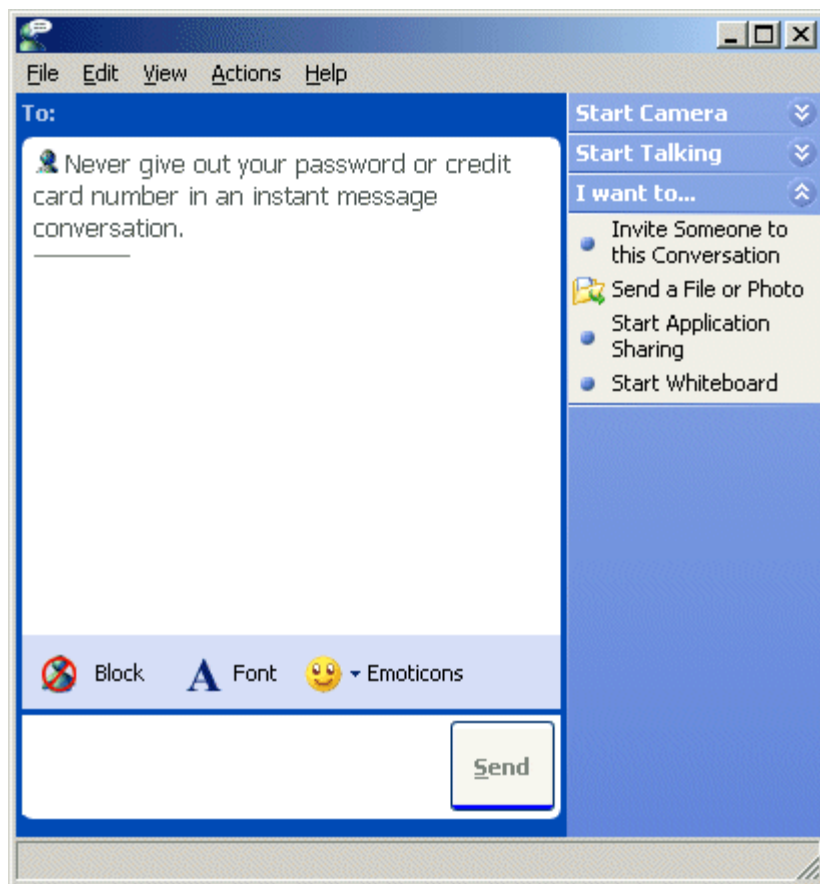 File Edit View Actions Help
To:
Never give out your password or credit
card number in an instant message
conversation.
Block Font Emoticons
Send
Start Camera
Start Talking
I want to...
Invite Someone to
this Conversation
Send a File or Photo
Start Application
Sharing
Start Whiteboard